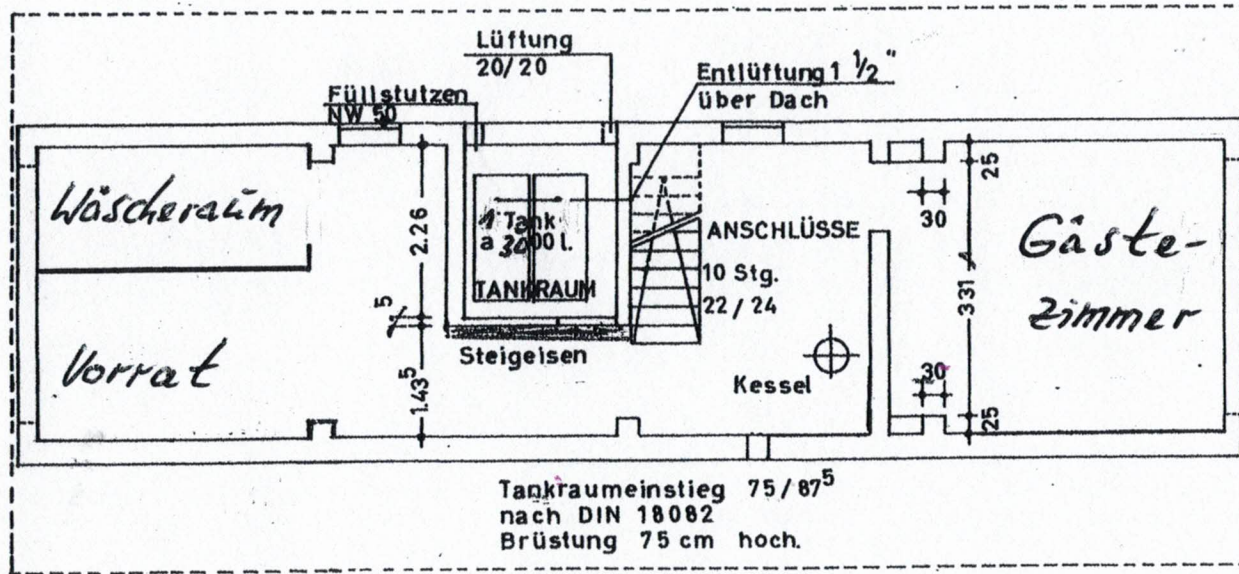 Lüftung
20/20
Entlüftung 1 ½"
über Dach
Füllstutzen
NW 50
Wäscheraum
2.26
1 Tank
a 3000 l.
TANKRAUM
ANSCHLÜSSE
10 Stg.
22 / 24
25
30
3 31
Gäste-
zimmer
5
Steigeisen
Vorrat
1.43⁵
Kessel
30
25
Tankraumeinstieg 75/87⁵
nach DIN 18082
Brüstung 75 cm hoch.